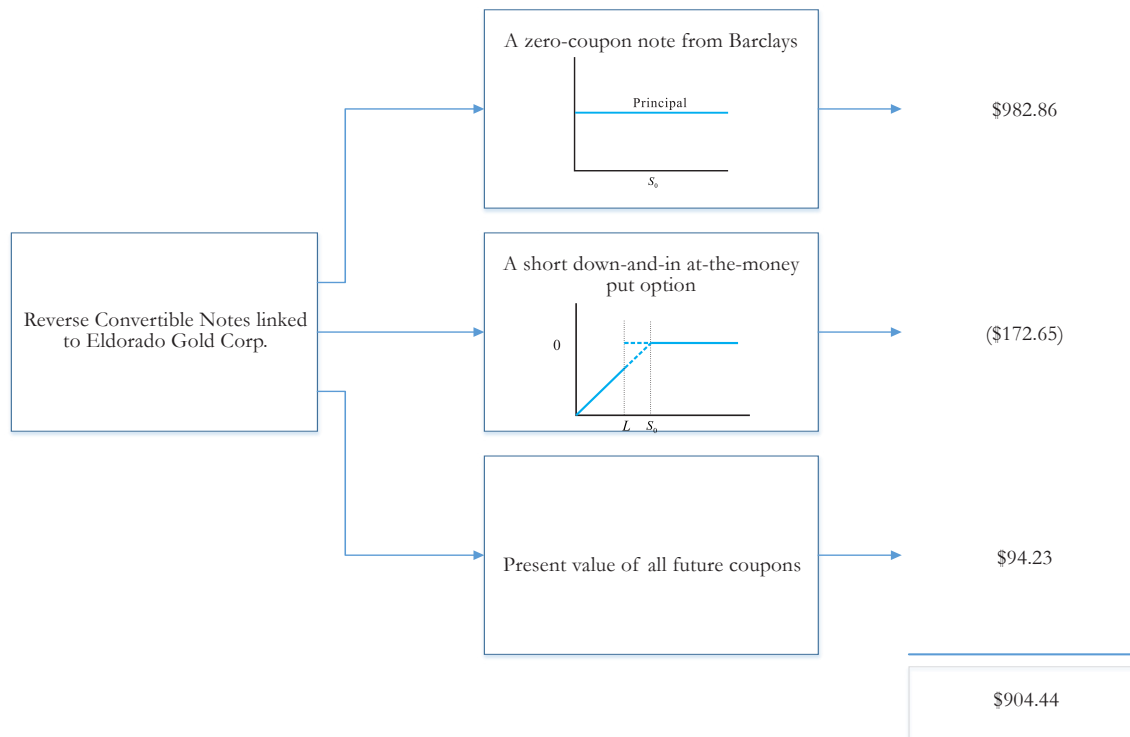 A zero-coupon note from Barclays
Principal
S₀
$982.86
Reverse Convertible Notes linked
to Eldorado Gold Corp.
A short down-and-in at-the-money
put option
0
L S₀
($172.65)
Present value of all future coupons
$94.23
$904.44